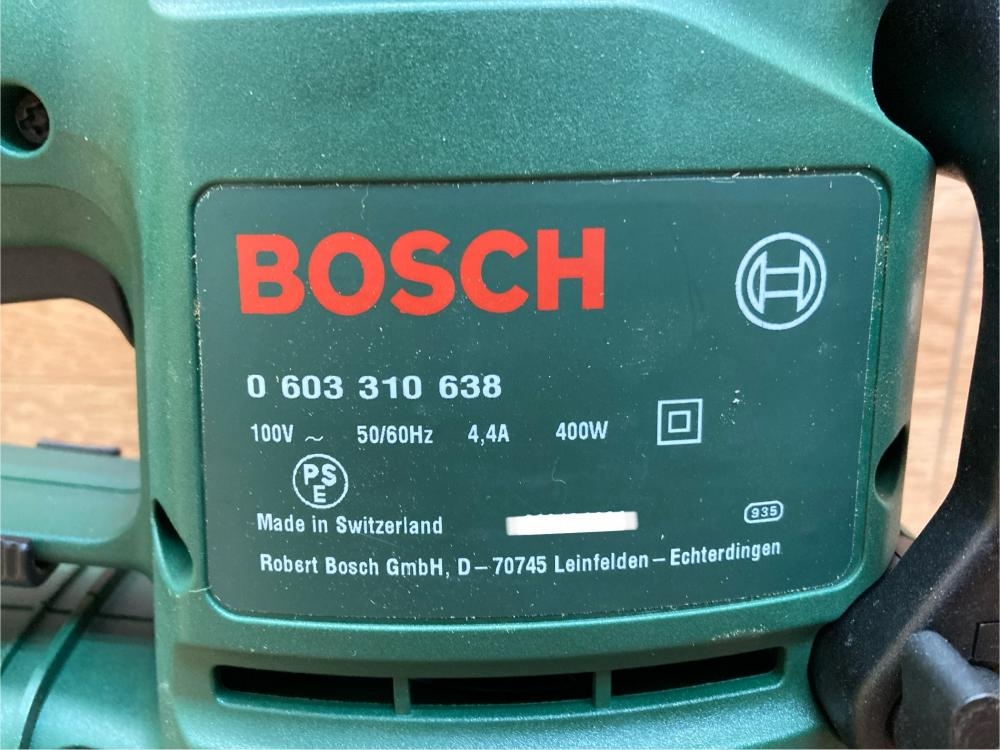 BOSCH
0 603 310 638
100V ~ 50/60Hz 4,4A 400W
PS
E
Made in Switzerland
935
Robert Bosch GmbH, D-70745 Leinfelden-Echterdingen